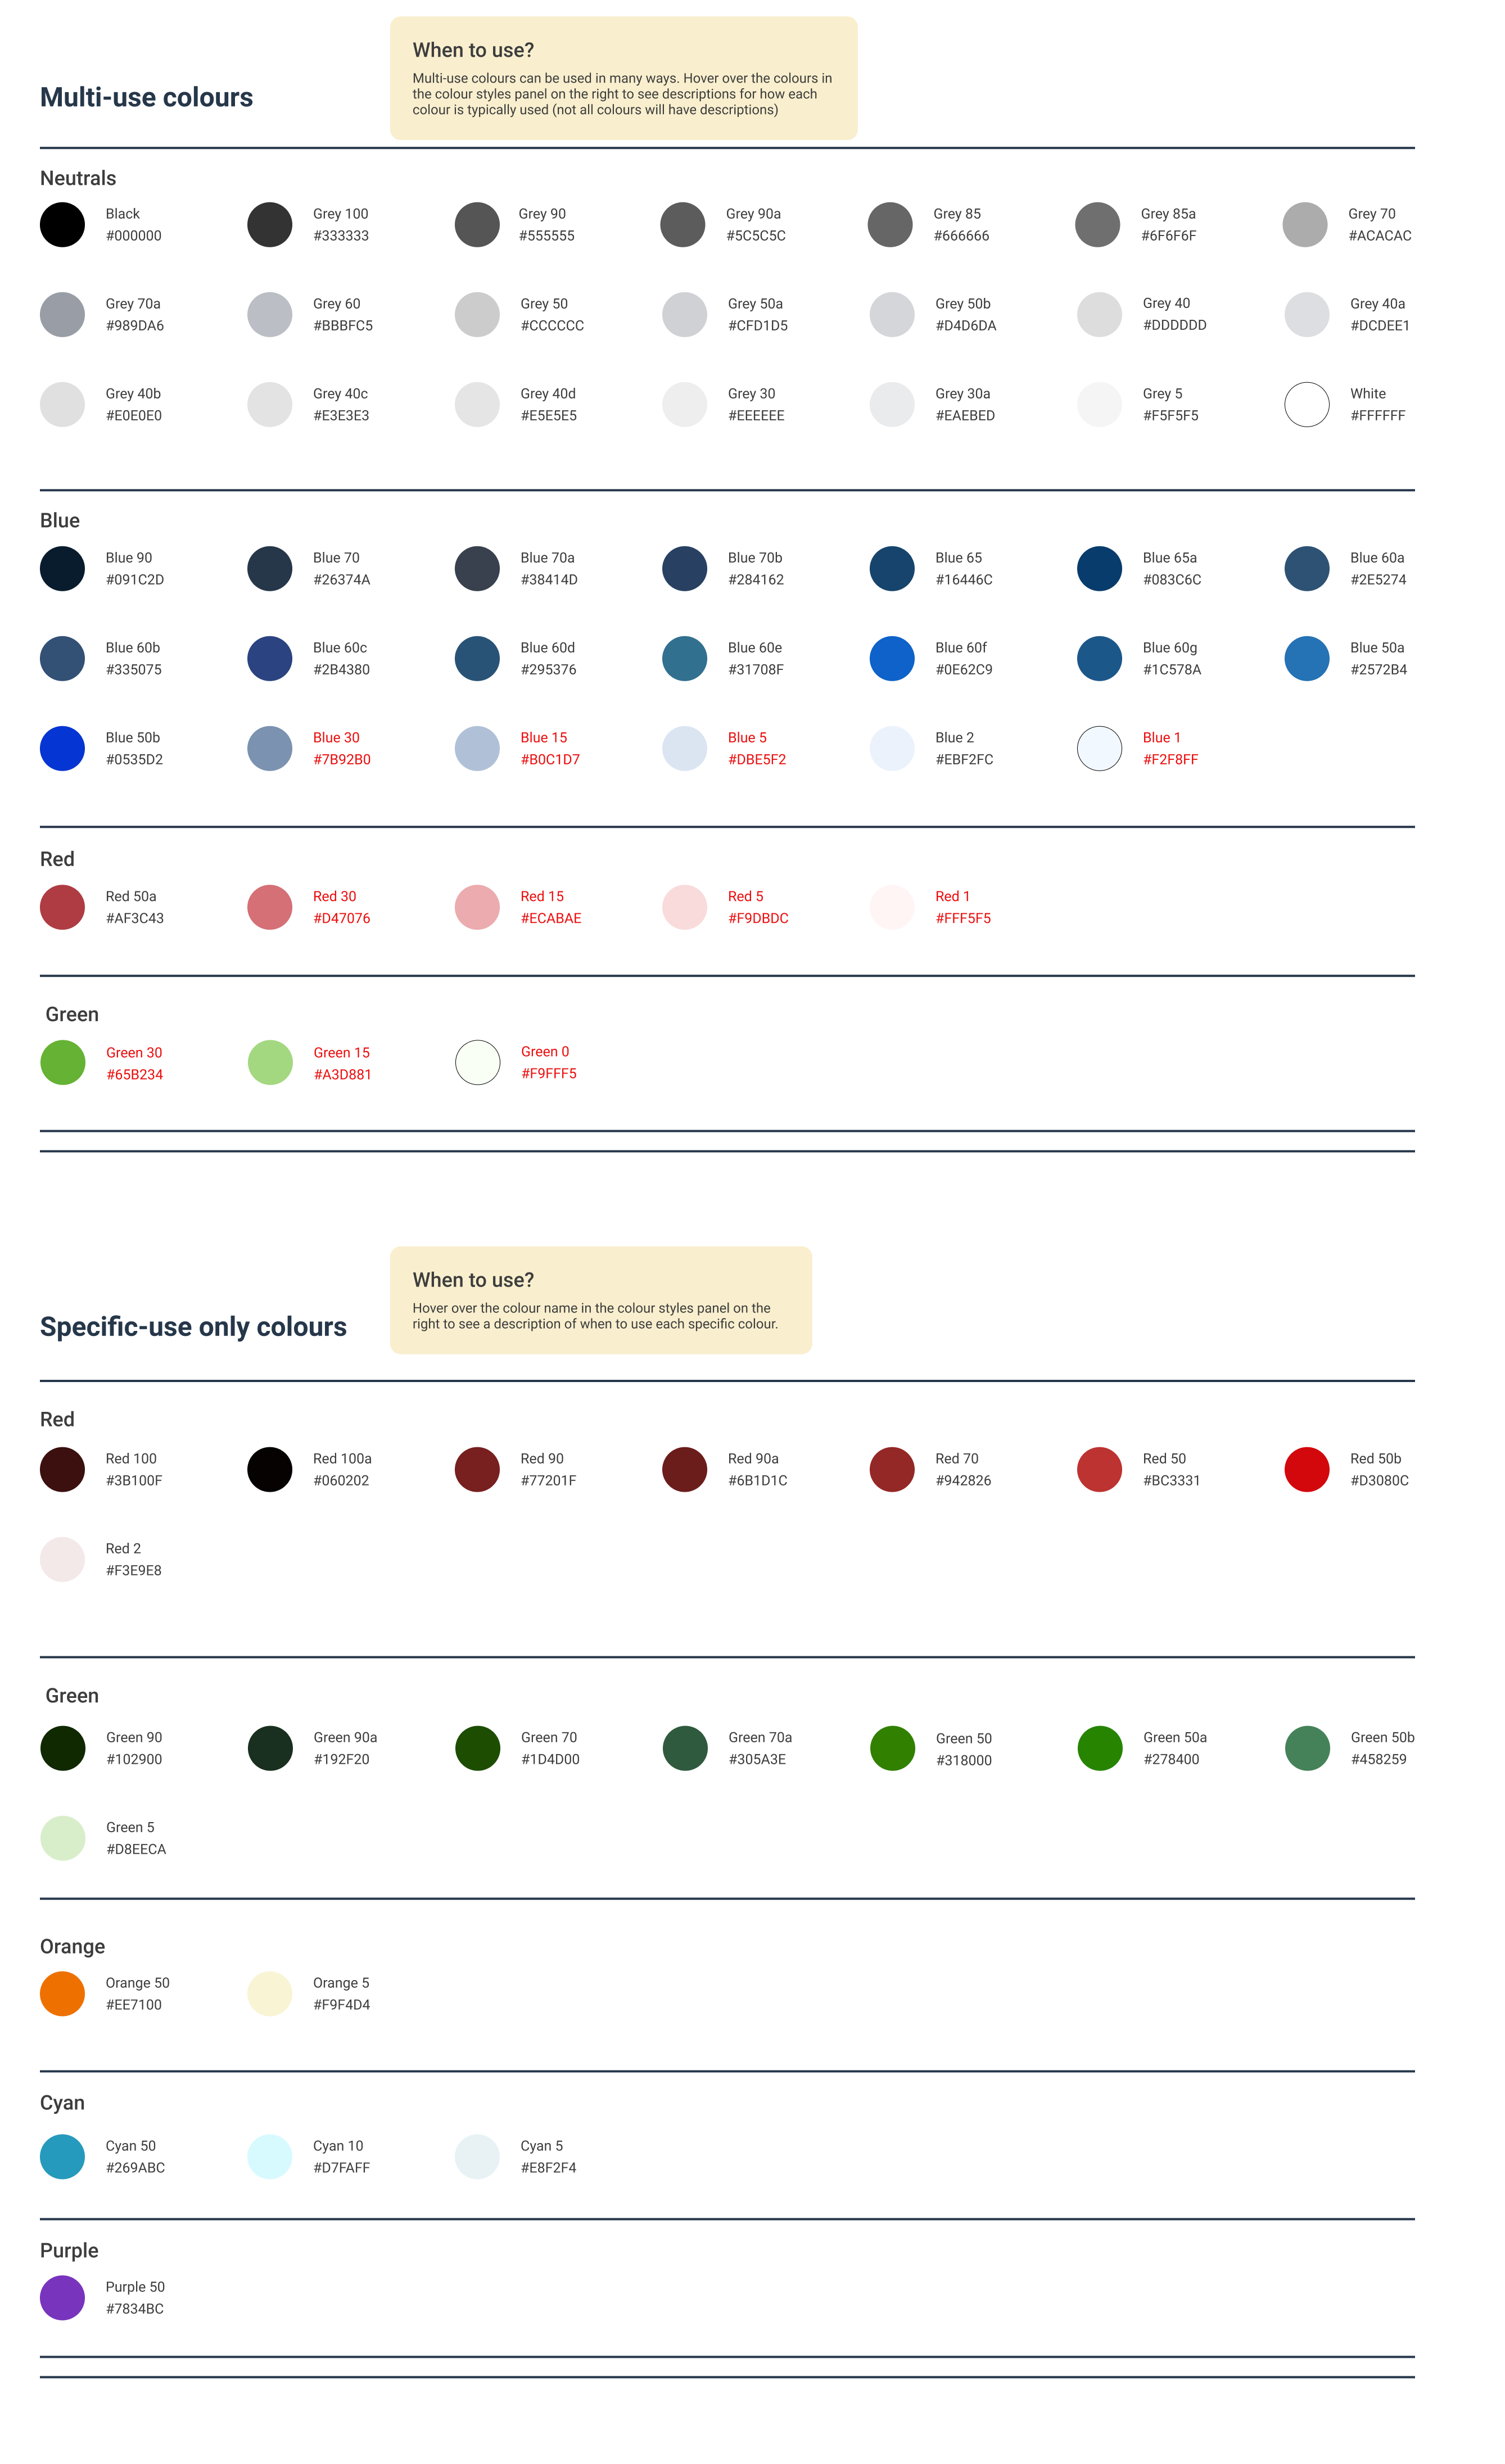 When to use?
Multi-use colours can be used in many ways. Hover over the colours in
the colour styles panel on the right to see descriptions for how each
colour is typically used (not all colours will have descriptions)
Multi-use colours
Neutrals
Black
#000000
Grey 100
#333333
Grey 90
#555555
Grey 90a
#5C5C5C
Grey 85
#666666
Grey 85a
#6F6F6F
Grey 70
#ACACAC
Grey 70a
#989DA6
Grey 60
#BBBFC5
Grey 50
#CCCCCC
Grey 50a
#CFD1D5
Grey 50b
#D4D6DA
Grey 40
#DDDDDD
Grey 40a
#DCDEE1
Grey 40b
#E0E0E0
Grey 40c
#E3E3E3
Grey 40d
#E5E5E5
Grey 30
#EEEEEE
Grey 30a
#EAEBED
Grey 5
#F5F5F5
White
#FFFFFF
Blue
Blue 90
#091C2D
Blue 70
#26374A
Blue 70a
#38414D
Blue 70b
#284162
Blue 65
#16446C
Blue 65a
#083C6C
Blue 60a
#2E5274
Blue 60b
#335075
Blue 60c
#2B4380
Blue 60d
#295376
Blue 60e
#31708F
Blue 60f
#0E62C9
Blue 60g
#1C578A
Blue 50a
#2572B4
Blue 50b
#0535D2
Blue 30
#7B92B0
Blue 15
#B0C1D7
Blue 5
#DBE5F2
Blue 2
#EBF2FC
Blue 1
#F2F8FF
Red
Red 50a
#AF3C43
Red 30
#D47076
Red 15
#ECABAE
Red 5
#F9DBDC
Red 1
#FFF5F5
Green
Green 30
#65B234
Green 15
#A3D881
Green 0
#F9FFF5
When to use?
Hover over the colour name in the colour styles panel on the
right to see a description of when to use each specific colour.
Specific-use only colours
Red
Red 100
#3B100F
Red 100a
#060202
Red 90
#77201F
Red 90a
#6B1D1C
Red 70
#942826
Red 50
#BC3331
Red 50b
#D3080C
Red 2
#F3E9E8
Green
Green 90
#102900
Green 90a
#192F20
Green 70
#1D4D00
Green 70a
#305A3E
Green 50
#318000
Green 50a
#278400
Green 50b
#458259
Green 5
#D8EECA
Orange
Orange 50
#EE7100
Orange 5
#F9F4D4
Cyan
Cyan 50
#269ABC
Cyan 10
#D7FAFF
Cyan 5
#E8F2F4
Purple
Purple 50
#7834BC